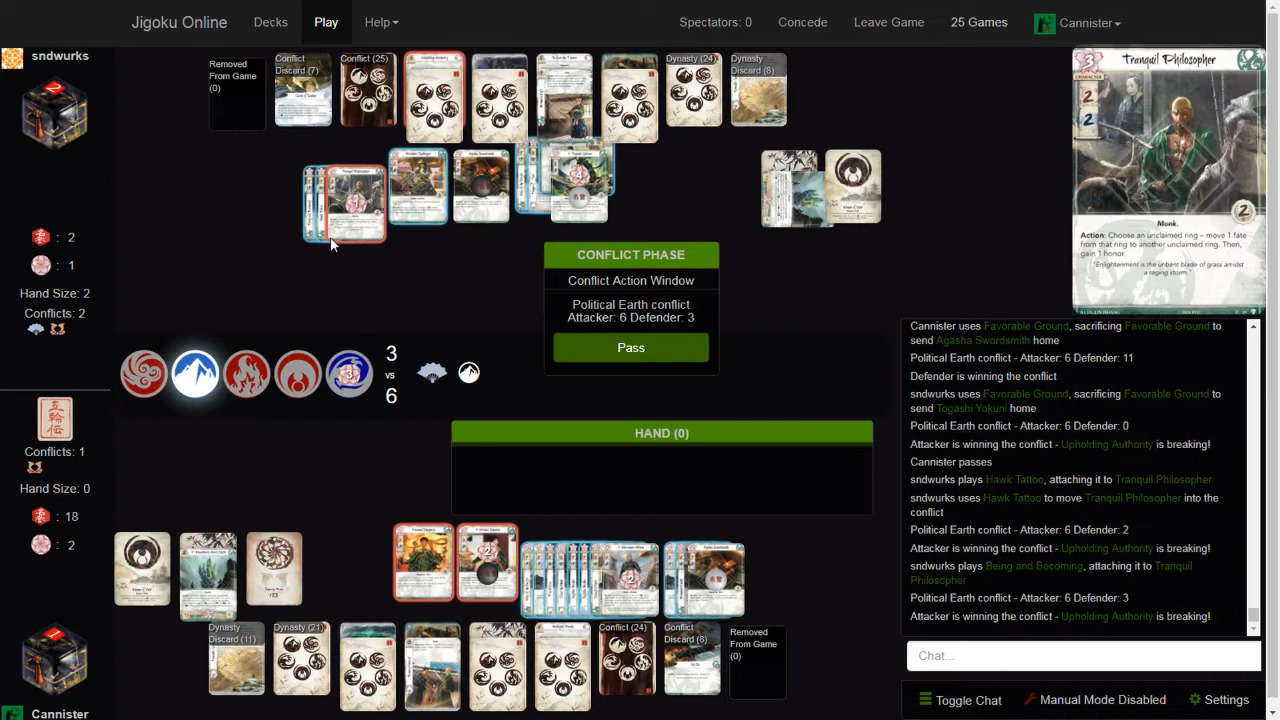 Jigoku Online
Decks
Play
Help
Spectators: 0
Concede
Leave Game
25 Games
Cannister
sndwurks
Removed
From Game
(0)
Conflict
Discard (7)
Conflict (25)
Dynasty (24)
Dynasty
Discard (8)
: 2
: 1
Hand Size: 2
Conflicts: 2
CONFLICT PHASE
Conflict Action Window
Political Earth conflict
Attacker: 6 Defender: 3
Pass
3
vs
6
3
1
4
HAND (0)
Conflicts: 1
Hand Size: 0
: 18
: 2
2
2
Dynasty
Discard (11)
Dynasty (21)
Conflict (24)
Conflict
Discard (8)
Removed
From Game
(0)
Cannister
3
Tranquil Philosopher
CHARACTER
2
2
2
Monk.
Action: Choose an unclaimed ring – move 1 fate
from that ring to another unclaimed ring. Then,
gain 1 honor.
"Enlightenment is the unbent blade of grass amidst
a raging storm."
Cannister uses Favorable Ground, sacrificing Favorable Ground to
send Agasha Swordsmith home
Political Earth conflict - Attacker: 6 Defender: 11
Defender is winning the conflict
sndwurks uses Favorable Ground, sacrificing Favorable Ground to
send Togashi Yokuni home
Political Earth conflict - Attacker: 6 Defender: 0
Attacker is winning the conflict - Upholding Authority is breaking!
Cannister passes
sndwurks plays Hawk Tattoo, attaching it to Tranquil Philosopher
sndwurks uses Hawk Tattoo to move Tranquil Philosopher into the
conflict
Political Earth conflict - Attacker: 6 Defender: 2
Attacker is winning the conflict - Upholding Authority is breaking!
sndwurks plays Being and Becoming, attaching it to Tranquil
Philosopher
Political Earth conflict - Attacker: 6 Defender: 3
Attacker is winning the conflict - Upholding Authority is breaking!
Chat...
Toggle Chat
Manual Mode Disabled
Settings